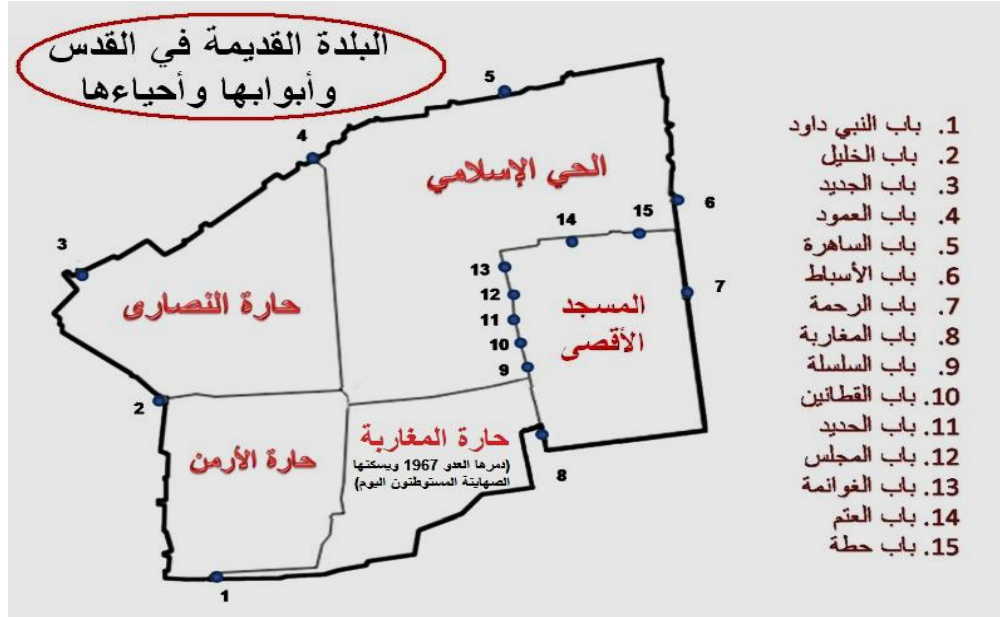 البلدة القديمة في القدس
وأبوابها وأحياءها
5
4
الحي الإسلامي
6
15
14
3
13
7
المسجد
12
حارة النصارى
11
الأقصى
10
9
2
حارة المغاربة
حارة الأرمن
(دمرها العدو 1967 ويسكنها
الصهاينة المستوطنون اليوم)
8
1
1. باب النبي داود
2. باب الخليل
3. باب الجديد
4. باب العمود
5. باب الساهرة
6. باب الأسباط
7. باب الرحمة
8. باب المغاربة
9. باب السلسلة
10. باب القطانين
11. باب الحديد
12. باب المجلس
13. باب الغوانمة
14. باب العتم
15. باب حطة